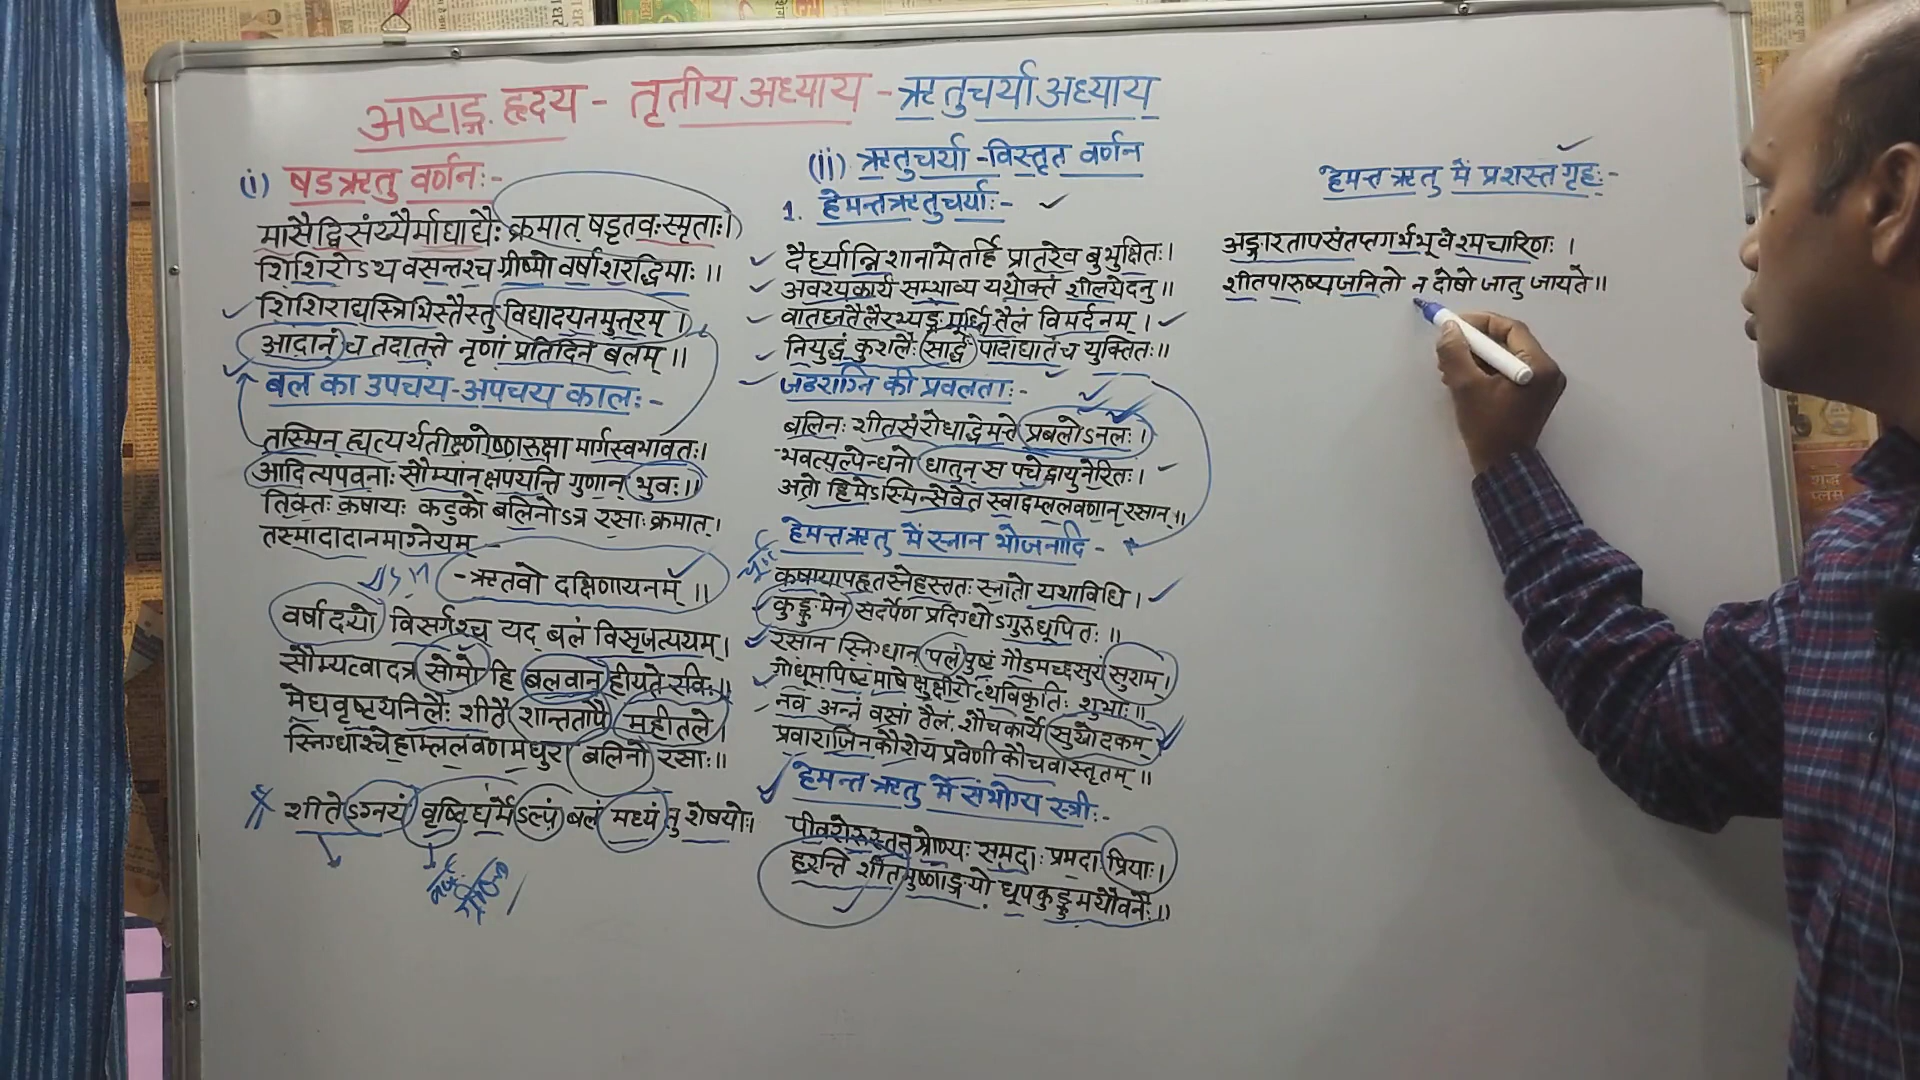 अष्टाङ्ग हृदय - तृतीय अध्याय - ऋतुचर्या अध्याय
(i) षडऋतु वर्णनः-
मासैर्द्विसंख्यैर्माघाद्यैः क्रमात् षडृतवः स्मृताः।
शिशिरोऽथ वसन्तश्च ग्रीष्मो वर्षाशरद्धिमाः ।।
शिशिराद्यस्त्रिभिस्तैस्तु विद्यादयनमुत्तरम् ।
आदानं च तदादत्ते नृणां प्रतिदिनं बलम् ।।
बल का उपचय-अपचय कालः-
तस्मिन् ह्यत्यर्थतीक्ष्णोष्णरुक्षा मार्गस्वभावतः।
आदित्यपवनाः सौम्यान् क्षपयन्ति गुणान् भुवः।।
तिक्तः कषायः कटुको बलिनोऽत्र रसाः क्रमात्।
तस्मादादानमाग्नेयम्
-ऋतवो दक्षिणायनम् ।।
वर्षादयो विसर्गश्च यद् बलं विसृजत्ययम्।
सौम्यत्वादत्र सोमो हि बलवान् हीयते रविः।।
मेघवृष्ट्यनिलैः शीतै शान्ततापे महीतले।
स्निग्धाश्चेहाम्ललवणमधुरा बलिनो रसाः।।
शीतेऽग्नयं वृष्टिघर्मेऽल्पं बलं मध्यं तु शेषयोः।
(ii) ऋतुचर्या -विस्तृत वर्णन
1. हेमन्तऋतुचर्याः-
दैर्ध्यान्निशानामेतर्हि प्रातरेव बुभुक्षितः।
अवश्यकार्य सम्भाव्य यथोक्तं शीलयेदनु ।।
वातघ्नतैलैरभ्यङ्गं मूर्ध्नि तैलं विमर्दनम् ।
नियुद्धं कुशलैः सार्द्धं पादाघातं च युक्तितः।।
जठराग्नि की प्रबलताः-
बलिनः शीतसंरोधाद्धेमन्ते प्रबलोऽनलः ।
भवत्यल्पेन्धनो धातुन् स पचेद्वायुनेरितः।
अतो हिमेऽस्मिन्सेवेत स्वाद्वम्ललवणान् रसान्।।
हेमन्तऋतु में स्नान भोजनादि -
कषायापहृतस्नेहस्ततः स्नातो यथाविधि ।
कुङ्कुमेन सदर्पेण प्रदिग्धोऽगुरुधूपितः ।।
रसान स्निग्धान् पलं पुष्टं गौडमच्छसुरं सुराम्।
गोधूमपिष्टमाषेक्षुक्षीरोत्थविकृतिः शुभाः।।
नवं अन्नं वसां तैलं, शौचकार्ये सुखोदकम्
प्रवाराजिनकौशेय प्रवेणी कौचवास्तृतम् ।।
हेमन्त ऋतु में संभोग्य स्त्रीः-
पीवरोरुस्तनश्रोण्यः समदाः प्रमदा प्रियाः।
हरन्ति शीतमुष्णाङ्गयो धूपकुङ्कुमयौवनैः।।
हेमन्त ऋतु में प्रशस्त गृहः-
अङ्गारतापसंतप्तगर्भभूवेश्मचारिणः ।
शीतपारुष्यजनितो न दोषो जातु जायते।।